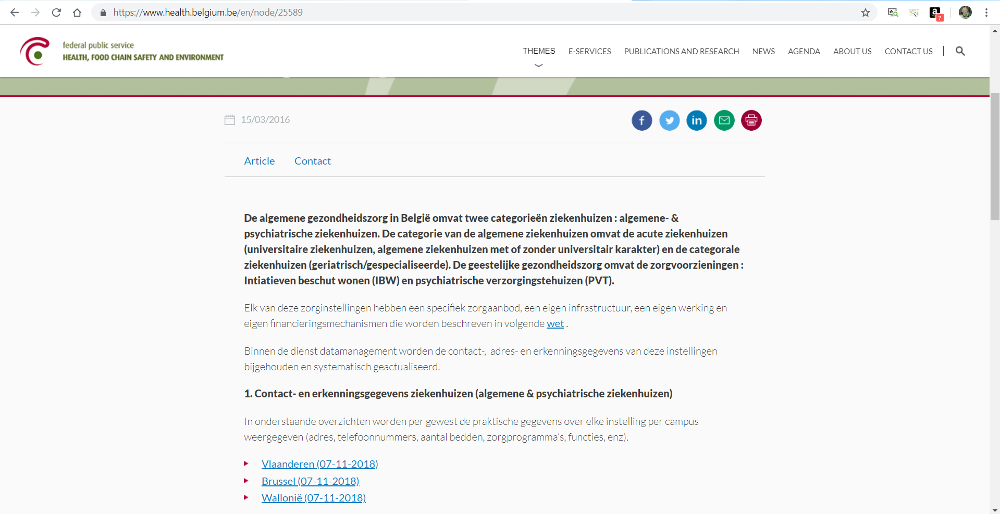 https://www.health.belgium.be/en/node/25589
a
7
federal public service
HEALTH, FOOD CHAIN SAFETY AND ENVIRONMENT
THEMES E-SERVICES PUBLICATIONS AND RESEARCH NEWS AGENDA ABOUT US CONTACT US
15/03/2016
f in
Article Contact
De algemene gezondheidszorg in België omvat twee categorieën ziekenhuizen : algemene- &
psychiatrische ziekenhuizen. De categorie van de algemene ziekenhuizen omvat de acute ziekenhuizen
(universitaire ziekenhuizen, algemene ziekenhuizen met of zonder universitair karakter) en de categorale
ziekenhuizen (geriatrisch/gespecialiseerde). De geestelijke gezondheidszorg omvat de zorgvoorzieningen :
Intiatieven beschut wonen (IBW) en psychiatrische verzorgingstehuizen (PVT).
Elk van deze zorginstellingen hebben een specifiek zorgaanbod, een eigen infrastructuur, een eigen werking en
eigen financieringsmechanismen die worden beschreven in volgende wet .
Binnen de dienst datamanagement worden de contact-, adres- en erkenningsgegevens van deze instellingen
bijgehouden en systematisch geactualiseerd.
1. Contact- en erkenningsgegevens ziekenhuizen (algemene & psychiatrische ziekenhuizen)
In onderstaande overzichten worden per gewest de praktische gegevens over elke instelling per campus
weergegeven (adres, telefoonnummers, aantal bedden, zorgprogramma's, functies, enz).
Vlaanderen (07-11-2018)
Brussel (07-11-2018)
Wallonië (07-11-2018)